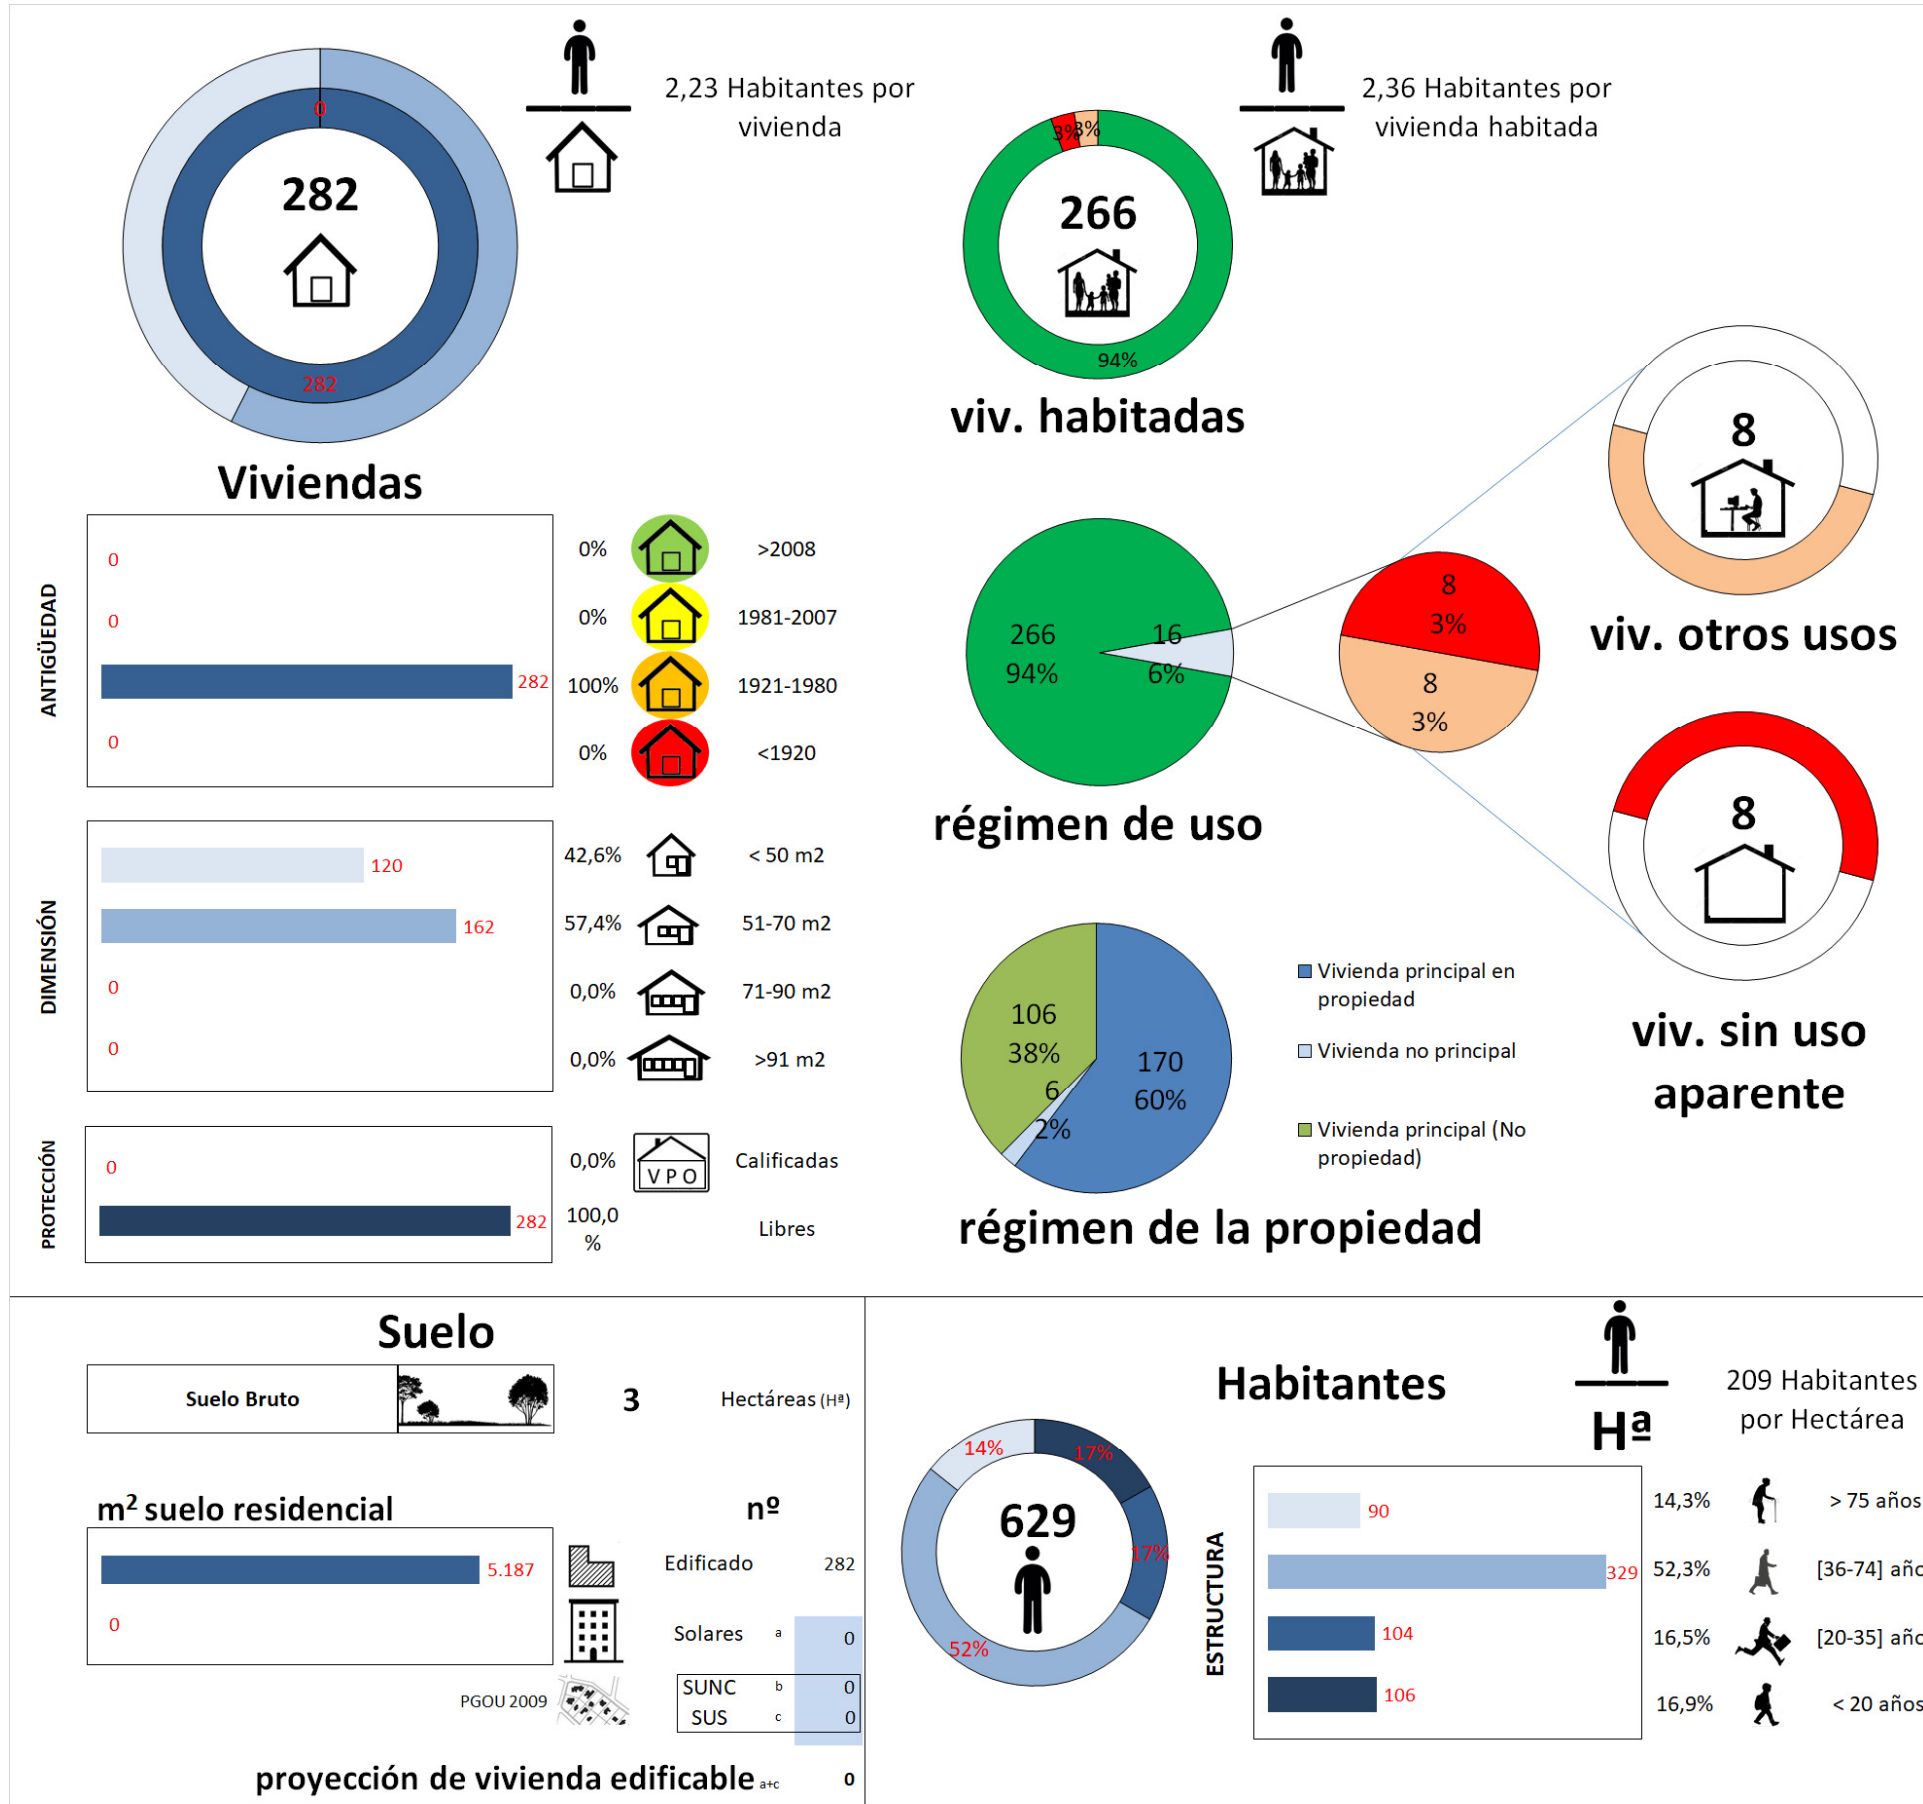 2,23 Habitantes por
vivienda
0
282
282
Viviendas
2,36 Habitantes por
vivienda habitada
3%
3%
266
94%
viv. habitadas
ANTIGÜEDAD
0
0% >2008
0
0% 1981-2007
282
100% 1921-1980
0
0% <1920
DIMENSIÓN
120
42,6% < 50 m2
162
57,4% 51-70 m2
0
0,0% 71-90 m2
0
0,0% >91 m2
PROTECCIÓN
0
0,0% VPO Calificadas
282
100,0
%
Libres
266
94%
16
6%
8
3%
8
3%
régimen de uso
8
viv. otros usos
8
viv. sin uso
aparente
106
38%
6
2%
170
60%
Vivienda principal en
propiedad
Vivienda no principal
Vivienda principal (No
propiedad)
régimen de la propiedad
Suelo
Suelo Bruto
3
Hectáreas (Hª)
m² suelo residencial
nº
5.187
Edificado 282
0
Solares a 0
PGOU 2009
SUNC b 0
SUS c 0
proyección de vivienda edificable a+c 0
Habitantes
Hª
209 Habitantes
por Hectárea
14%
17%
629
17%
52%
ESTRUCTURA
90
14,3% > 75 años
329
52,3% [36-74] año
104
16,5% [20-35] año
106
16,9% < 20 años